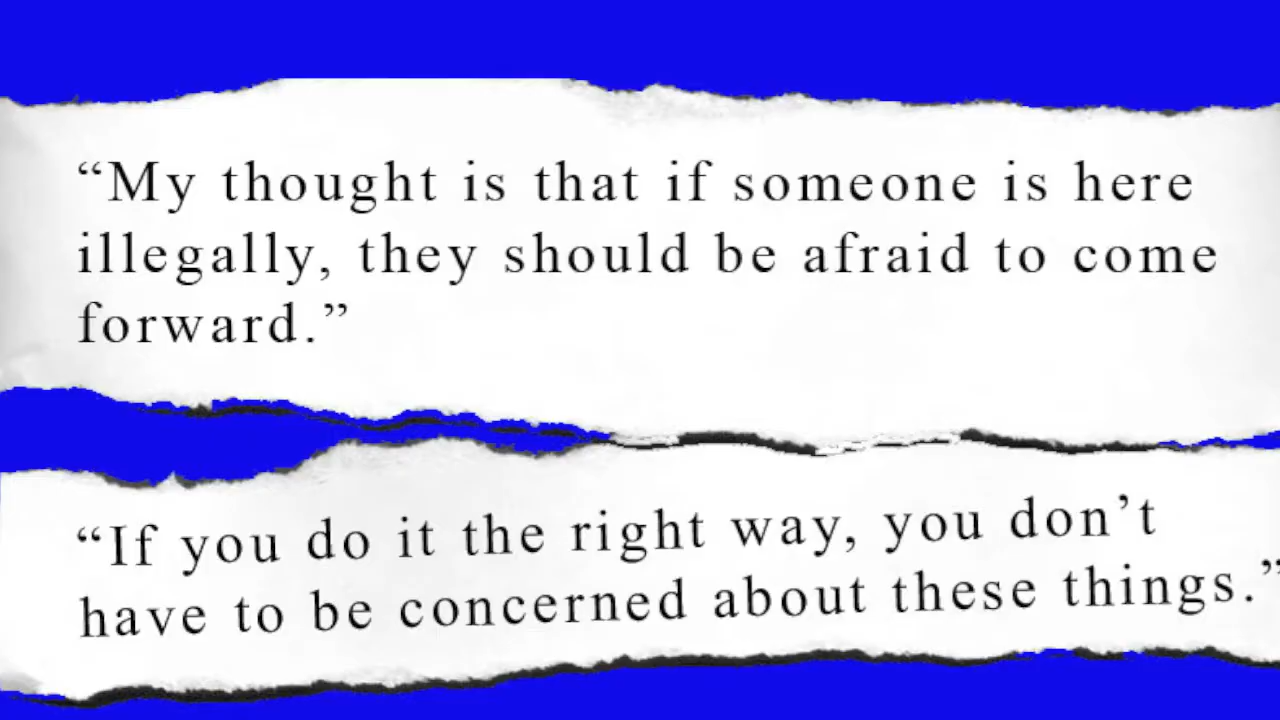 “My thought is that if someone is here
illegally, they should be afraid to come
forward.”
“If you do it the right way, you don’t
have to be concerned about these things.”